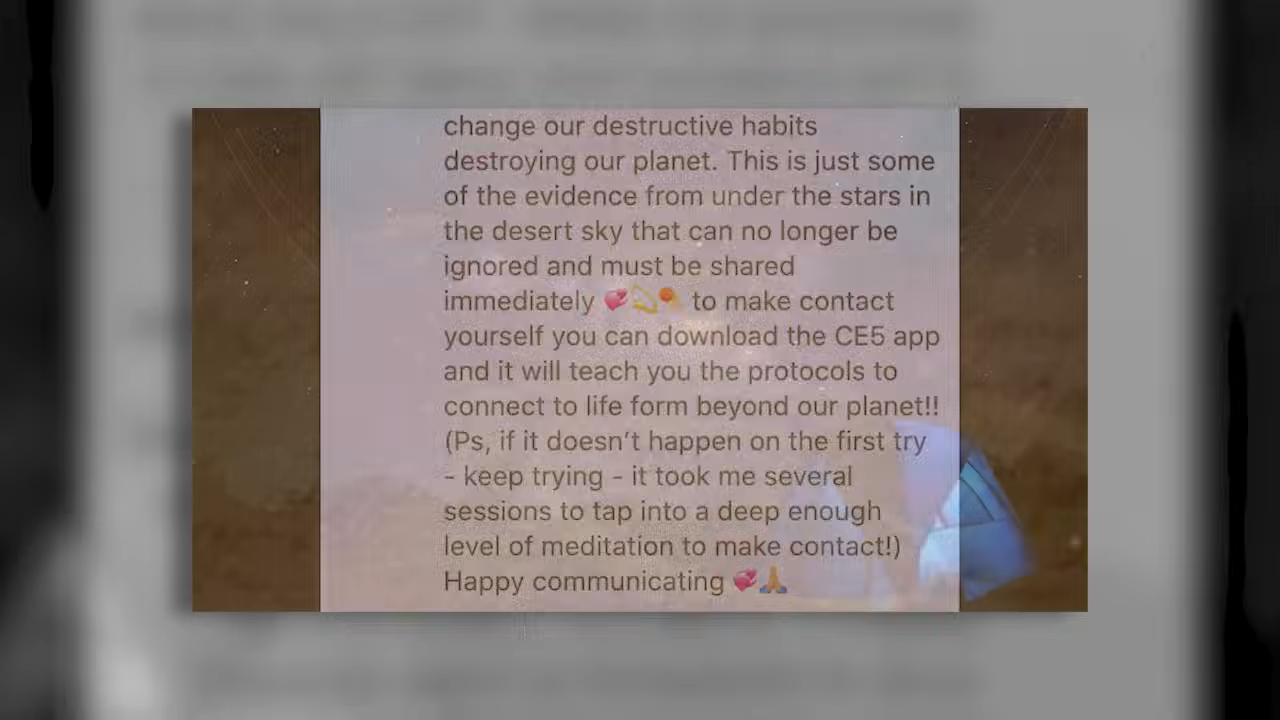 change our destructive habits
destroying our planet. This is just some
of the evidence from under the stars in
the desert sky that can no longer be
ignored and must be shared
immediately 💞💫☄️ to make contact
yourself you can download the CE5 app
and it will teach you the protocols to
connect to life form beyond our planet!!
(Ps, if it doesn’t happen on the first try
- keep trying - it took me several
sessions to tap into a deep enough
level of meditation to make contact!)
Happy communicating 💞🙏